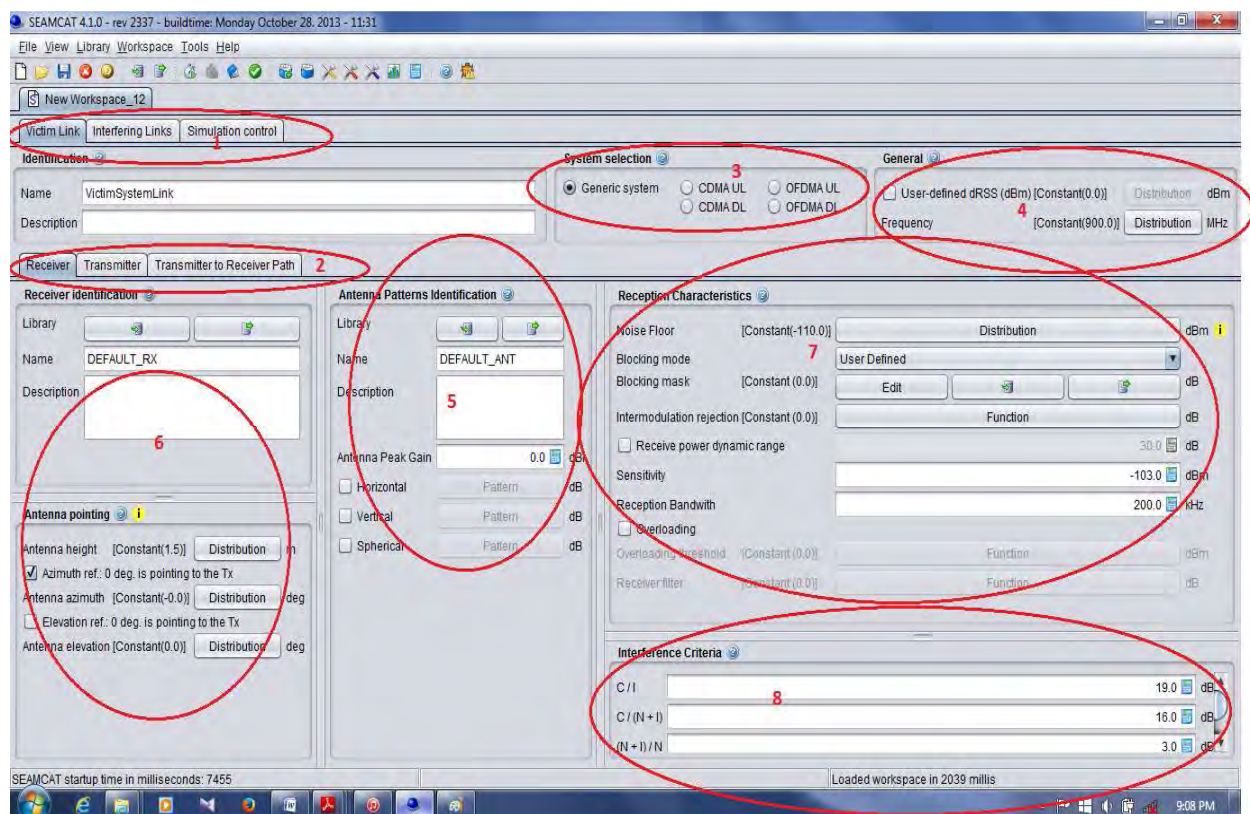 SEAMCAT 4.1.0 - rev 2337 - buildtime: Monday October 28. 2013 - 11:31
File View Library Workspace Tools Help
New Workspace_12
Victim Link Interfering Links Simulation control
1
Identification
Name VictimSystemLink
Description
System selection
3
Generic system CDMA UL OFDMA UL
CDMA DL OFDMA DL
General
User-defined dRSS (dBm) [Constant(0.0)] Distribution dBm
4
Frequency [Constant(900.0)] Distribution MHz
Receiver Transmitter Transmitter to Receiver Path 2
Receiver identification
Library
Name DEFAULT_RX
Description
6
Antenna pointing
Antenna height [Constant(1.5)] Distribution m
Azimuth ref.: 0 deg. is pointing to the Tx
Antenna azimuth [Constant(-0.0)] Distribution deg
Elevation ref.: 0 deg. is pointing to the Tx
Antenna elevation [Constant(0.0)] Distribution deg
Antenna Patterns Identification
Library
Name DEFAULT_ANT
Description
5
Antenna Peak Gain 0.0 dBi
Horizontal Pattern dB
Vertical Pattern dB
Spherical Pattern dB
Reception Characteristics
Noise Floor [Constant(-110.0)] Distribution dBm i
7
Blocking mode User Defined
Blocking mask [Constant (0.0)] Edit dB
Intermodulation rejection [Constant (0.0)] Function dB
Receive power dynamic range 30.0 dB
Sensitivity -103.0 dBm
Reception Bandwith 200.0 kHz
Overloading
Overloading threshold [Constant (0.0)] Function dBm
Receiver filter [Constant (0.0)] Function dB
Interference Criteria
8
C / I 19.0 dB
C / (N + I) 16.0 dB
(N + I) / N 3.0 dB
SEAMCAT startup time in milliseconds: 7455
Loaded workspace in 2039 millis
9:08 PM